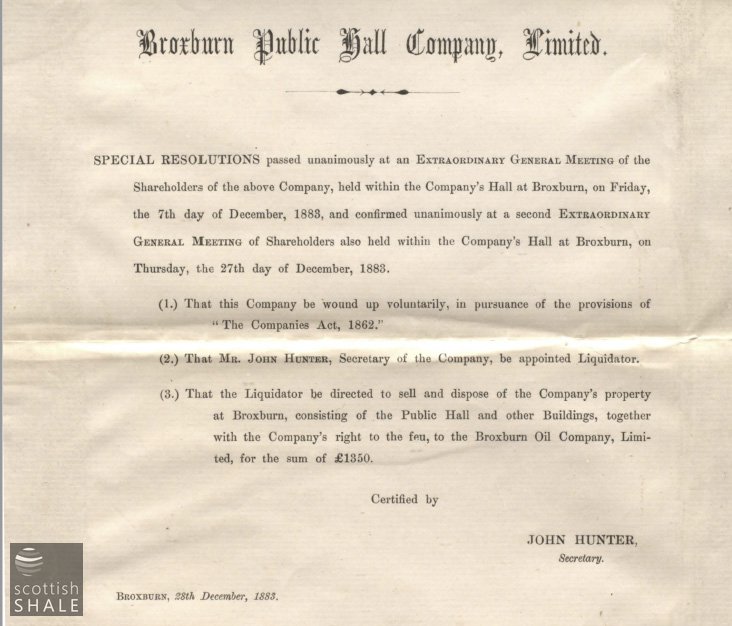 Broxburn Public Hall Company, Limited.
SPECIAL RESOLUTIONS passed unanimously at an EXTRAORDINARY GENERAL MEETING of the
Shareholders of the above Company, held within the Company's Hall at Broxburn, on Friday,
the 7th day of December, 1883, and confirmed unanimously at a second EXTRAORDINARY
GENERAL MEETING of Shareholders also held within the Company's Hall at Broxburn, on
Thursday, the 27th day of December, 1883.
(1.) That this Company be wound up voluntarily, in pursuance of the provisions of
"The Companies Act, 1862."
(2.) That MR. JOHN HUNTER, Secretary of the Company, be appointed Liquidator.
(3.) That the Liquidator be directed to sell and dispose of the Company's property
at Broxburn, consisting of the Public Hall and other Buildings, together
with the Company's right to the feu, to the Broxburn Oil Company, Limi-
ted, for the sum of £1350.
Certified by
JOHN HUNTER,
Secretary.
BROXBURN, 28th December, 1883.
scottish
SHALE